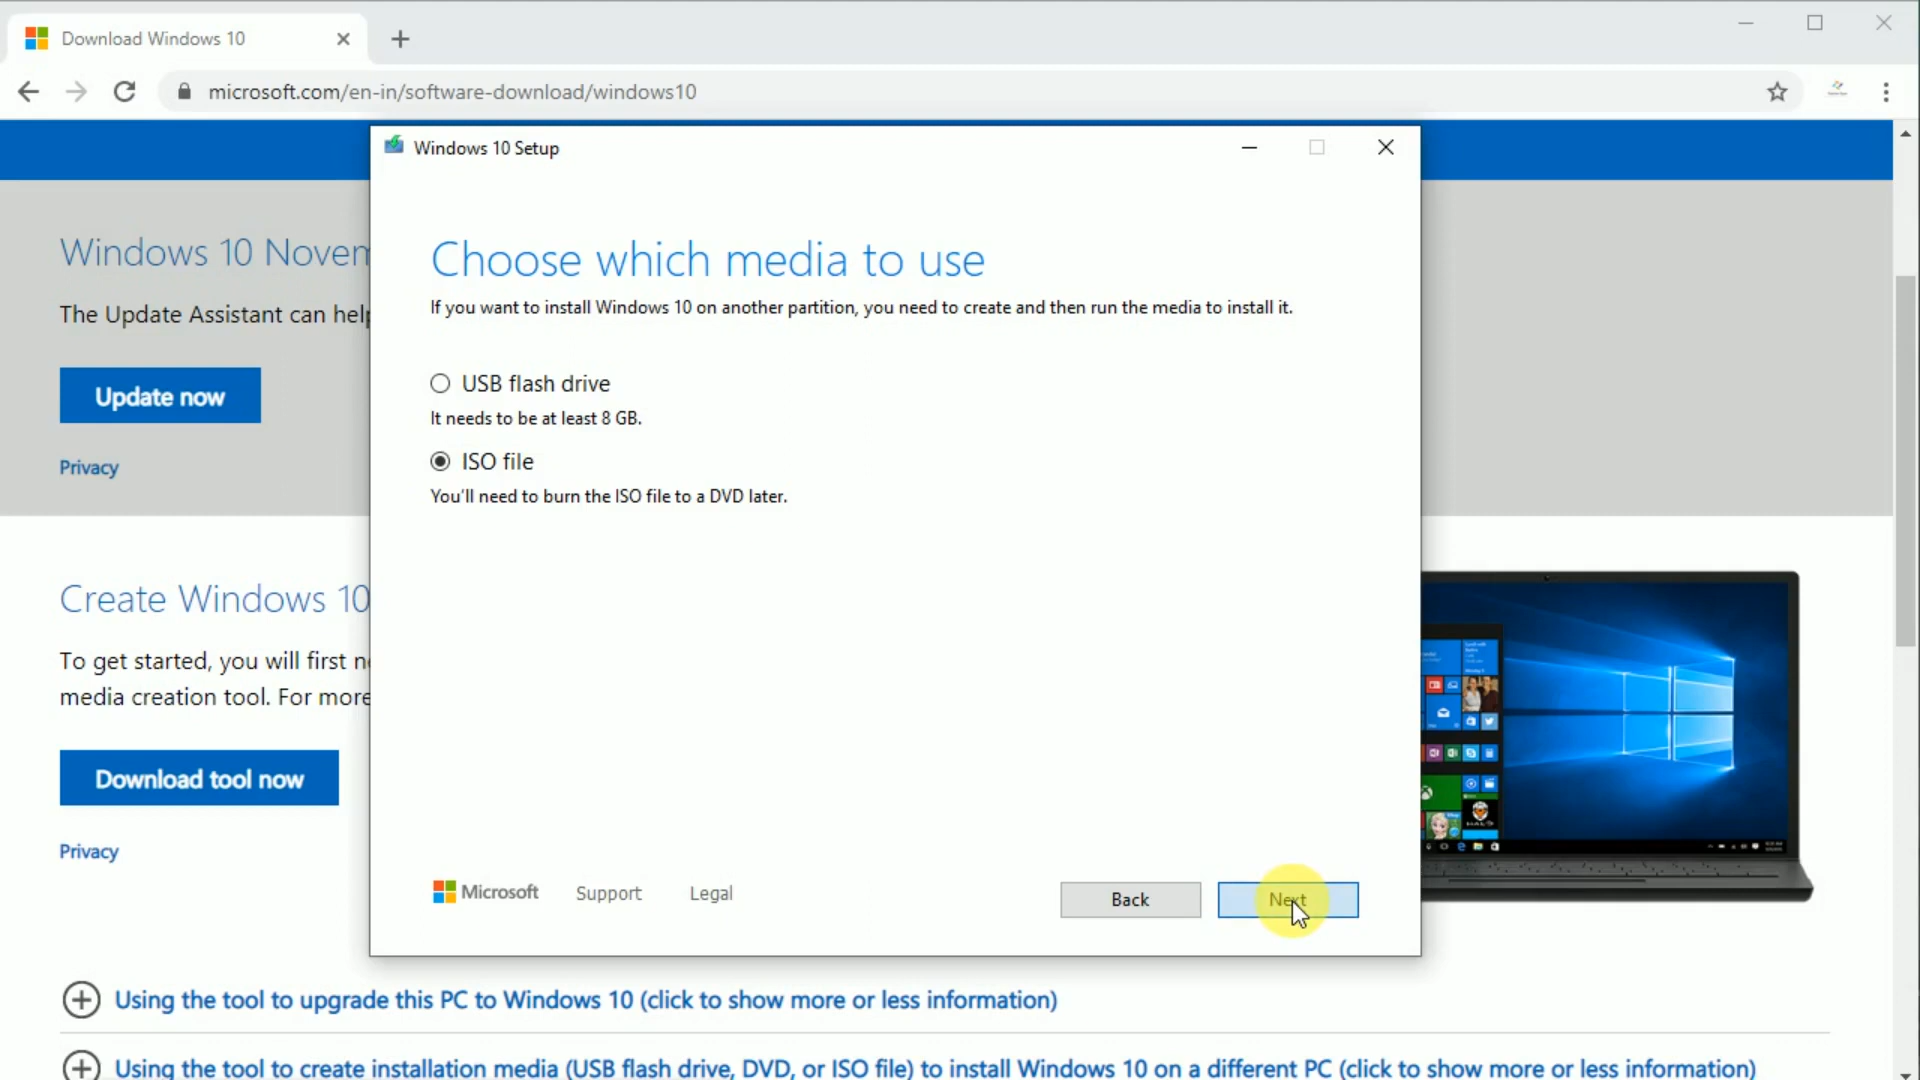 Download Windows 10
microsoft.com/en-in/software-download/windows10
Windows 10 Setup
Windows 10 Novem
The Update Assistant can help
Update now
Privacy
Choose which media to use
If you want to install Windows 10 on another partition, you need to create and then run the media to install it.
USB flash drive
It needs to be at least 8 GB.
ISO file
You'll need to burn the ISO file to a DVD later.
Create Windows 10
To get started, you will first n
media creation tool. For more
Download tool now
Privacy
Microsoft
Support
Legal
Back
Next
Using the tool to upgrade this PC to Windows 10 (click to show more or less information)
Using the tool to create installation media (USB flash drive, DVD, or ISO file) to install Windows 10 on a different PC (click to show more or less information)